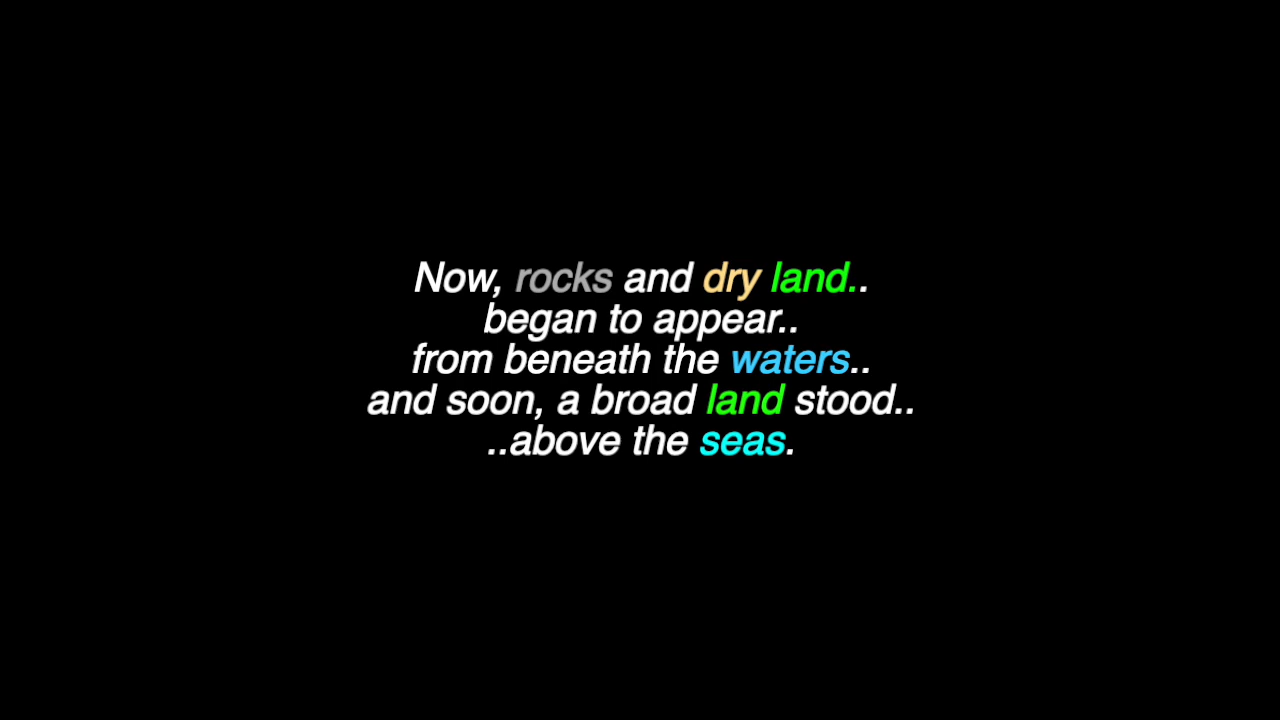 Now, rocks and dry land..
began to appear..
from beneath the waters..
and soon, a broad land stood..
..above the seas.